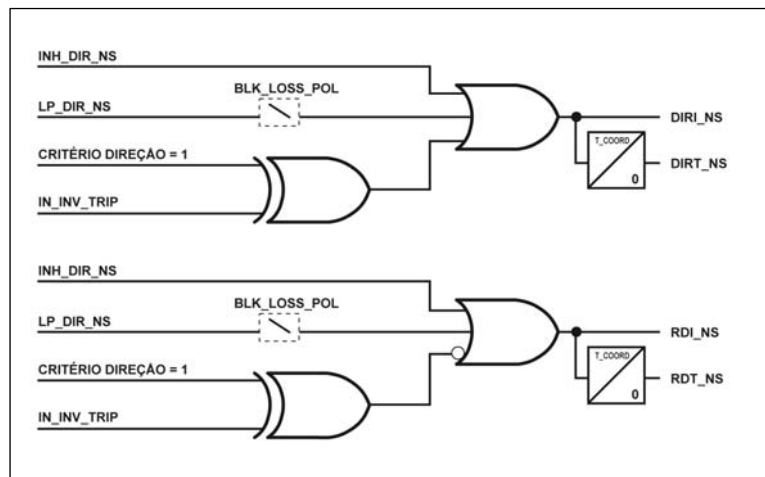 INH_DIR_NS
BLK_LOSS_POL
LP_DIR_NS
DIRI_NS
T_COORD
CRITÉRIO DIREÇÃO = 1
DIRT_NS
0
IN_INV_TRIP
INH_DIR_NS
BLK_LOSS_POL
LP_DIR_NS
RDI_NS
T_COORD
CRITÉRIO DIREÇÃO = 1
RDT_NS
0
IN_INV_TRIP